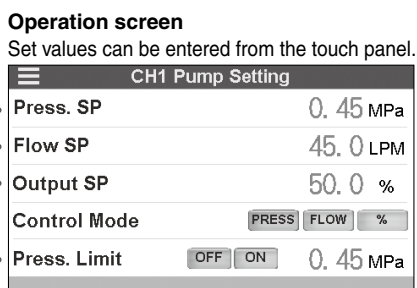 Operation screen
Set values can be entered from the touch panel.
CH1 Pump Setting
Press. SP 0.45 MPa
Flow SP 45.0 LPM
Output SP 50.0 %
Control Mode PRESS FLOW %
Press. Limit OFF ON 0.45 MPa